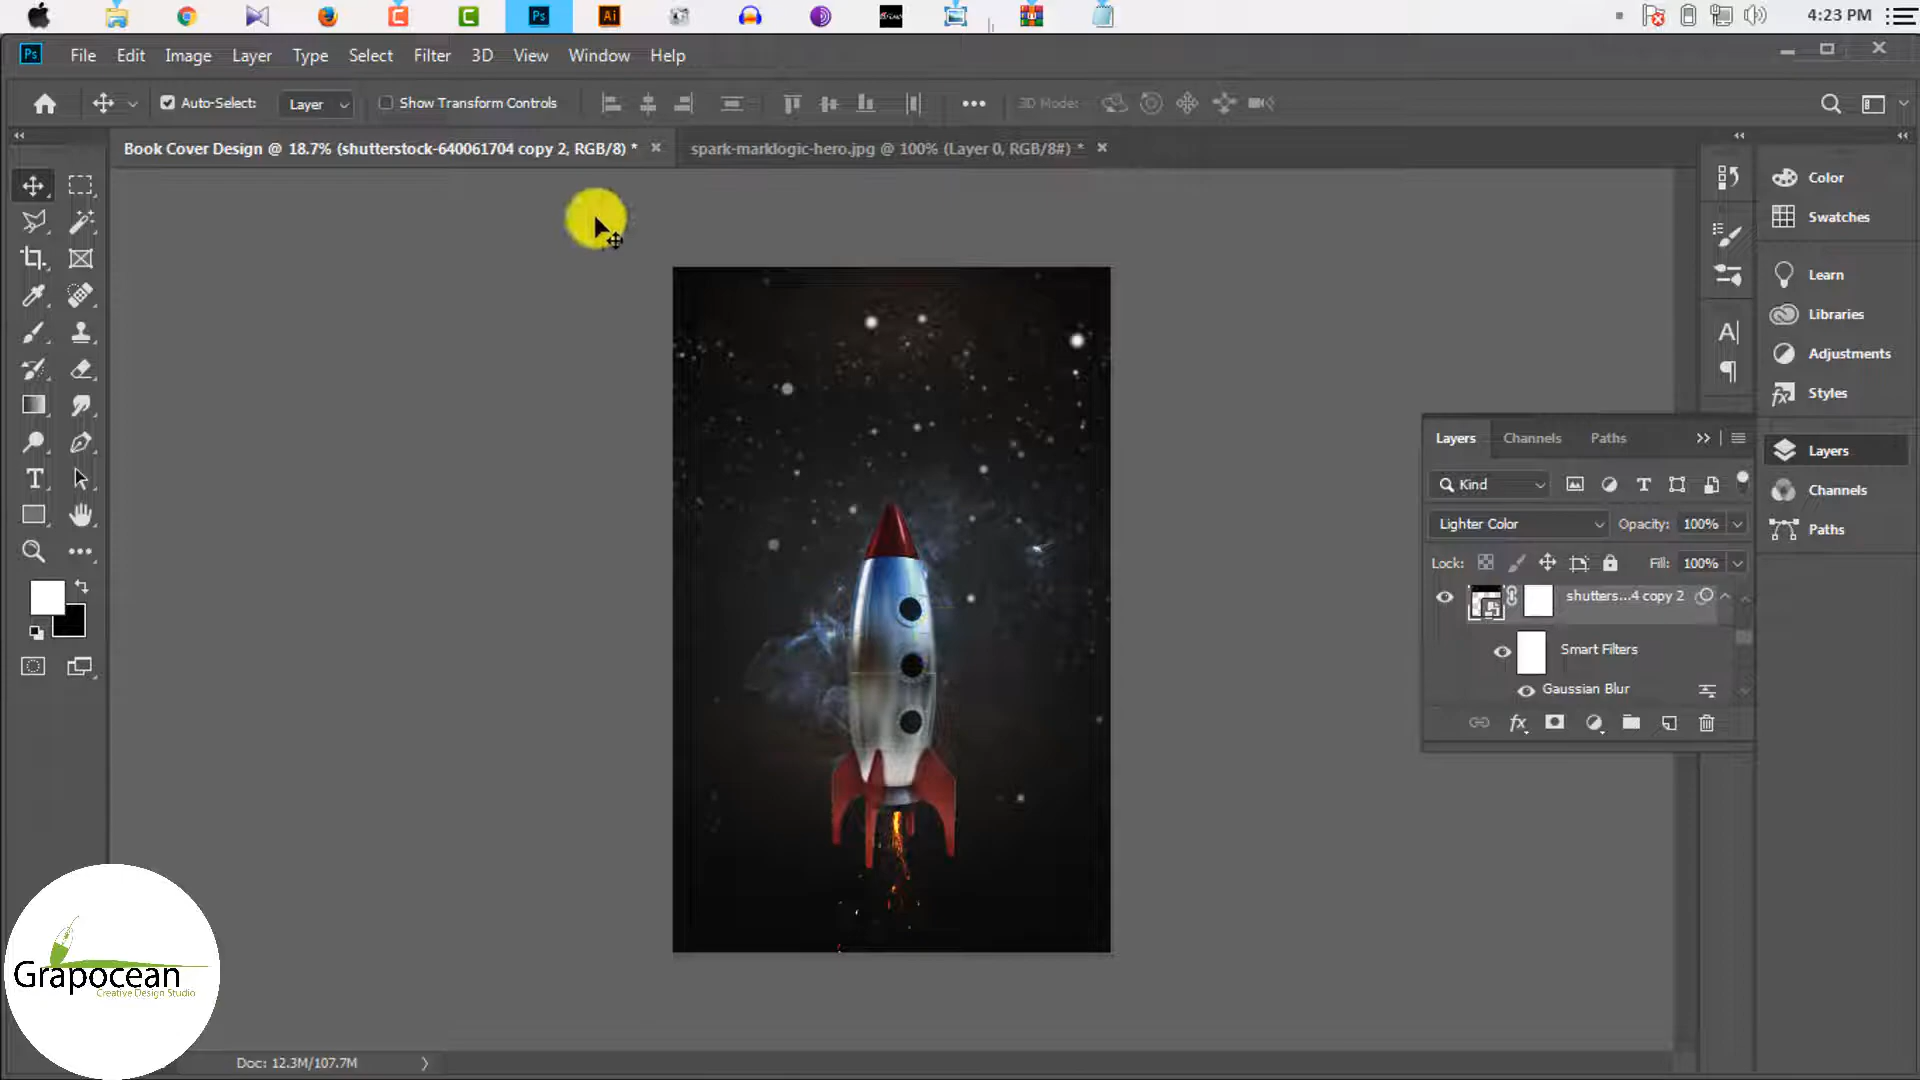 Ps
Ai
4:23 PM
Ps File Edit Image Layer Type Select Filter 3D View Window Help
Auto-Select: Layer Show Transform Controls 3D Mode:
Book Cover Design @ 18.7% (shutterstock-640061704 copy 2, RGB/8) *
spark-marklogic-hero.jpg @ 100% (Layer 0, RGB/8#) *
Color
Swatches
Learn
Libraries
Adjustments
Styles
Layers
Channels
Paths
Layers Channels Paths
Kind
Lighter Color Opacity: 100%
Lock: Fill: 100%
shutters...4 copy 2
Smart Filters
Gaussian Blur
Grapocean
Creative Design Studio
Doc: 12.3M/107.7M